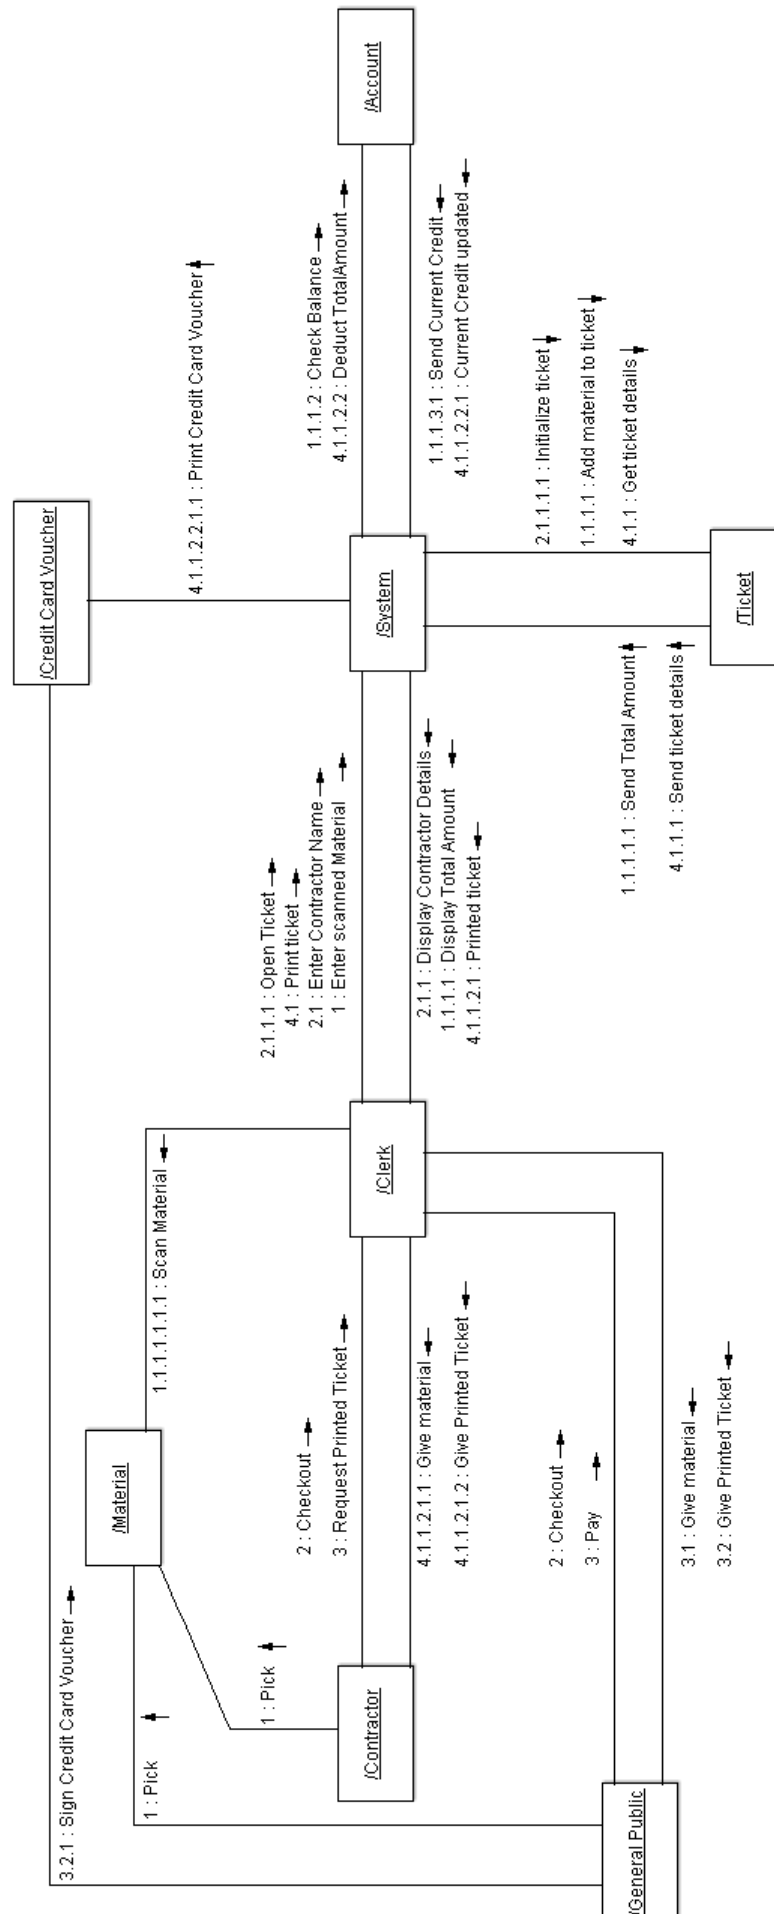 /Credit Card Voucher
3.2.1 : Sign Credit Card Voucher
4.1.1.2.2.1.1 : Print Credit Card Voucher
/Material
1 : Pick
1 : Pick
1.1.1.1.1.1.1 : Scan Material
/Contractor
2 : Checkout
3 : Request Printed Ticket
4.1.1.2.1.1 : Give material
4.1.1.2.1.2 : Give Printed Ticket
/Clerk
2.1.1.1 : Open Ticket
4.1 : Print ticket
2.1 : Enter Contractor Name
1 : Enter scanned Material
2.1.1 : Display Contractor Details
1.1.1.1 : Display Total Amount
4.1.1.2.1 : Printed ticket
/System
1.1.1.2 : Check Balance
4.1.1.2.2 : Deduct TotalAmount
1.1.1.3.1 : Send Current Credit
4.1.1.2.2.1 : Current Credit updated
/Account
/General Public
2 : Checkout
3 : Pay
3.1 : Give material
3.2 : Give Printed Ticket
1.1.1.1.1 : Send Total Amount
4.1.1.1 : Send ticket details
2.1.1.1.1 : Initialize ticket
1.1.1.1 : Add material to ticket
4.1.1 : Get ticket details
/Ticket